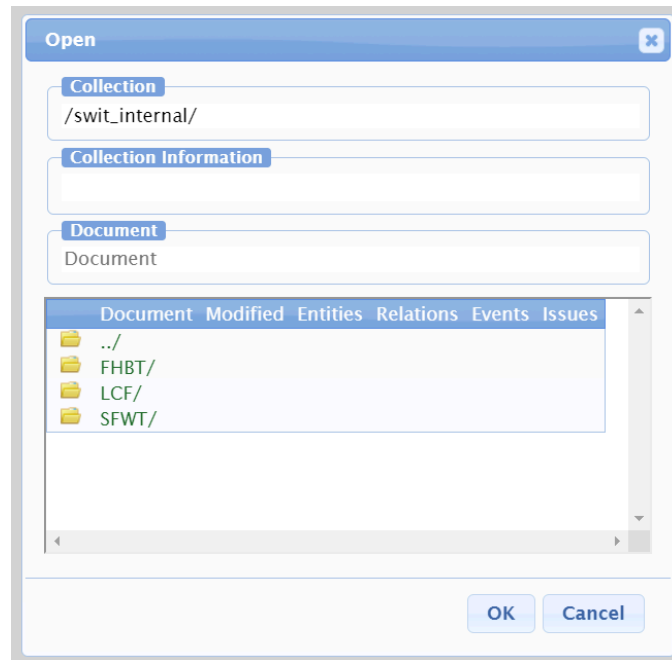 Open
Collection
/swit_internal/
Collection Information
Document
Document
Document Modified Entities Relations Events Issues
../
FHBT/
LCF/
SFWT/
OK Cancel